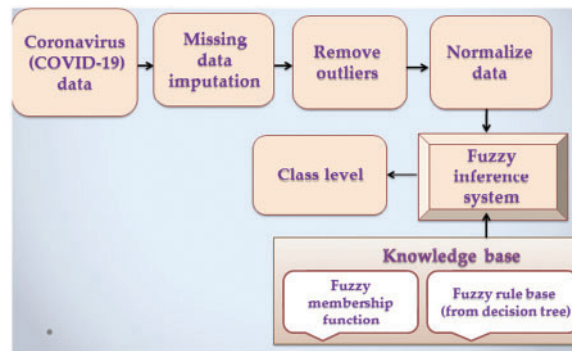 Coronavirus
(COVID-19)
data
Missing
data
imputation
Remove
outliers
Normalize
data
Class level
Fuzzy
inference
system
Knowledge base
Fuzzy
membership
function
Fuzzy rule base
(from decision tree)